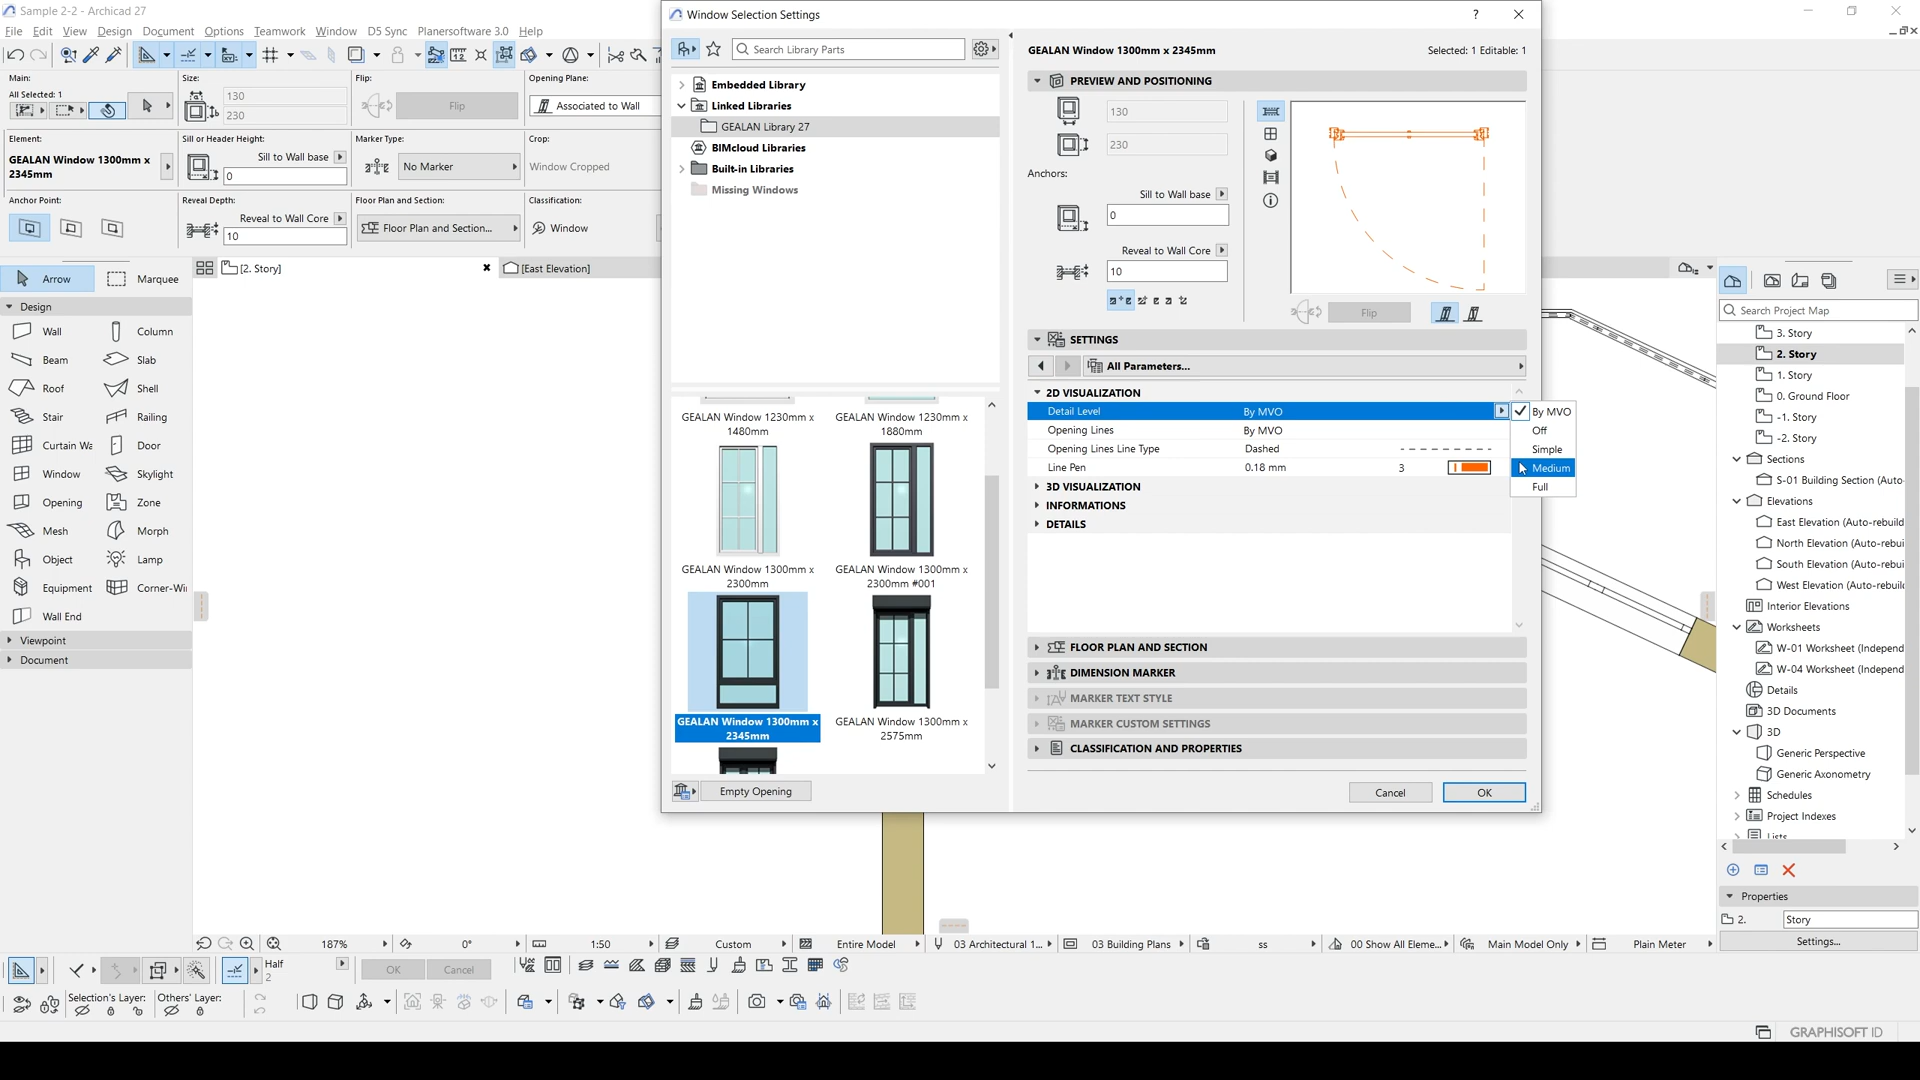 Sample 2-2 - Archicad 27
File Edit View Design Document Options Teamwork Window D5 Sync Planersoftware 3.0 Help
Main:
All Selected: 1
Size:
130
230
Flip:
Flip
Opening Plane:
Associated to Wall
Element:
GEALAN Window 1300mm x
2345mm
Sill or Header Height:
Sill to Wall base
0
Marker Type:
No Marker
Crop:
Window Cropped
Anchor Point:
Reveal Depth:
Reveal to Wall Core
10
Floor Plan and Section:
Floor Plan and Section...
Classification:
Window
Arrow
Marquee
Design
Wall
Column
Beam
Slab
Roof
Shell
Stair
Railing
Curtain Wa
Door
Window
Skylight
Opening
Zone
Mesh
Morph
Object
Lamp
Equipment
Corner-Wi
Wall End
Viewpoint
Document
[2. Story]
[East Elevation]
Window Selection Settings
?
Search Library Parts
Embedded Library
Linked Libraries
GEALAN Library 27
BIMcloud Libraries
Built-in Libraries
Missing Windows
GEALAN Window 1230mm x
1480mm
GEALAN Window 1230mm x
1880mm
GEALAN Window 1300mm x
2300mm
GEALAN Window 1300mm x
2300mm #001
GEALAN Window 1300mm x
2345mm
GEALAN Window 1300mm x
2575mm
Empty Opening
GEALAN Window 1300mm x 2345mm
Selected: 1 Editable: 1
PREVIEW AND POSITIONING
130
230
Anchors:
Sill to Wall base
0
Reveal to Wall Core
10
Flip
SETTINGS
All Parameters...
2D VISUALIZATION
Detail Level By MVO
Opening Lines By MVO
Opening Lines Line Type Dashed
Line Pen 0.18 mm 3
3D VISUALIZATION
INFORMATIONS
DETAILS
By MVO
Off
Simple
Medium
Full
FLOOR PLAN AND SECTION
DIMENSION MARKER
MARKER TEXT STYLE
MARKER CUSTOM SETTINGS
CLASSIFICATION AND PROPERTIES
Cancel
OK
Search Project Map
3. Story
2. Story
1. Story
0. Ground Floor
-1. Story
-2. Story
Sections
S-01 Building Section (Auto-
Elevations
East Elevation (Auto-rebuild
North Elevation (Auto-rebui
South Elevation (Auto-rebui
West Elevation (Auto-rebuil
Interior Elevations
Worksheets
W-01 Worksheet (Independ
W-04 Worksheet (Independ
Details
3D Documents
3D
Generic Perspective
Generic Axonometry
Schedules
Project Indexes
Lists
Properties
2. Story
Settings...
187% 0° 1:50 Custom Entire Model 03 Architectural 1... 03 Building Plans ss 00 Show All Eleme... Main Model Only Plain Meter
Half
2
OK
Cancel
Selection's Layer:
Others' Layer:
GRAPHISOFT ID